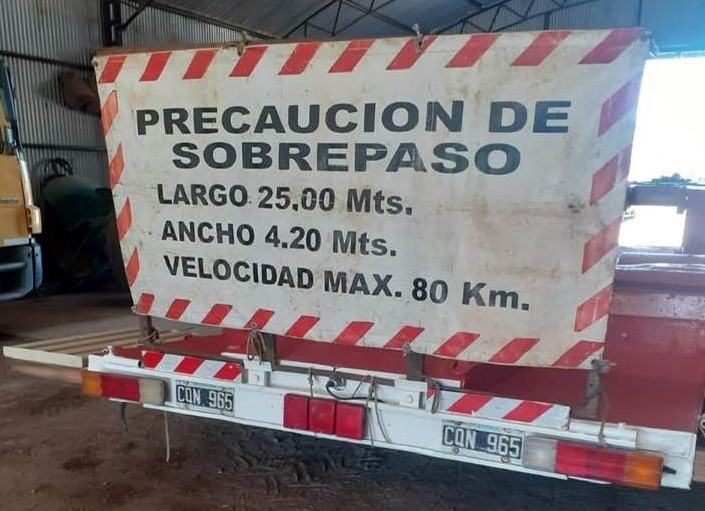 PRECAUCION DE
SOBREPASO
LARGO 25,00 Mts.
ANCHO 4.20 Mts.
VELOCIDAD MAX. 80 Km.
CQN 965
CQN 965